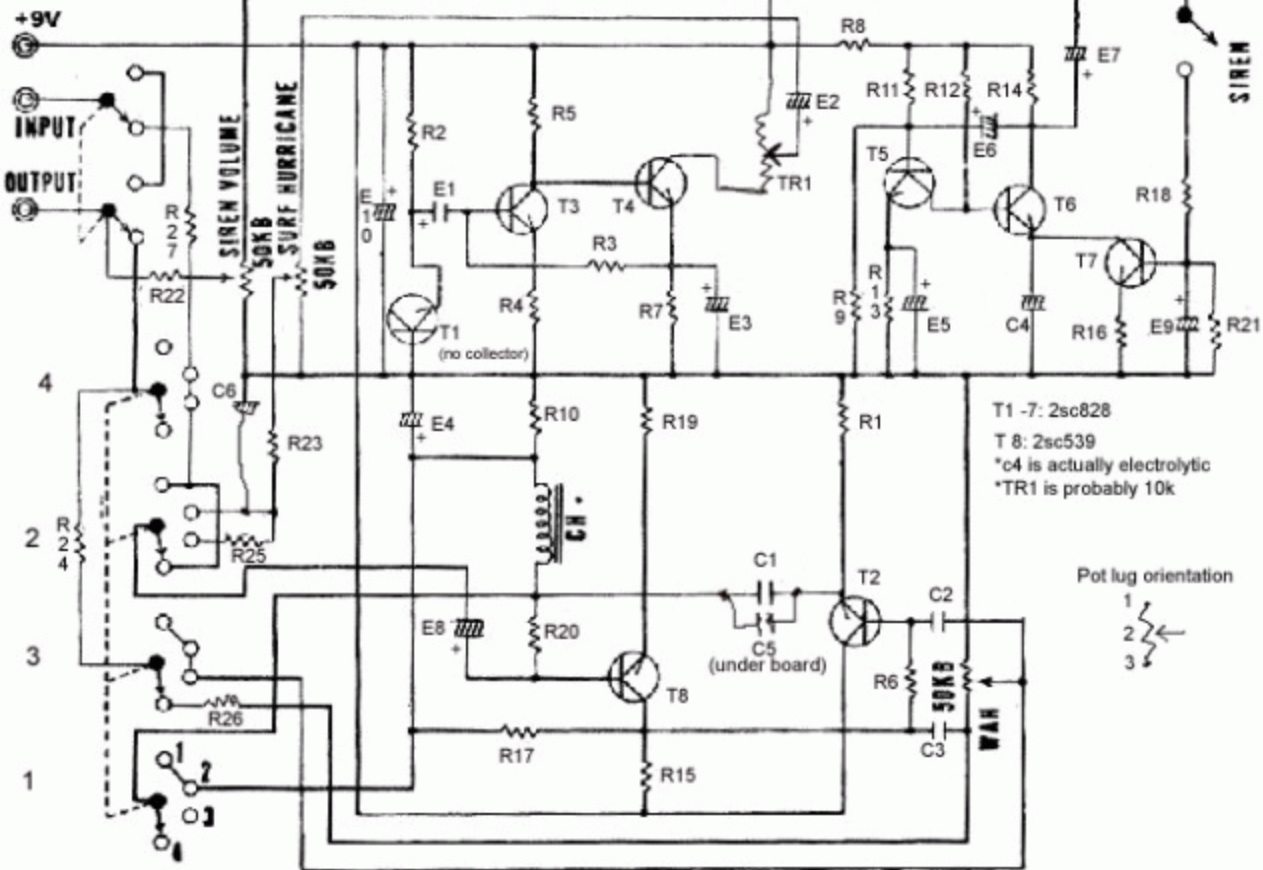 +9V
INPUT
OUTPUT
R27
R22
SIREN VOLUME
50KB
SURF HURRICANE
50KB
R2
E10
E1
R5
T3
T4
R3
R4
R7
E3
T1
(no collector)
E2
TR1
R8
R11
R12
R14
E7
E6
T5
T6
R18
T7
R9
R13
E5
C4
R16
E9
R21
SIREN
4
C6
R23
E4
R10
R19
R1
T1 -7: 2sc828
T 8: 2sc539
*c4 is actually electrolytic
*TR1 is probably 10k
2
R24
R25
CH
C1
C5
(under board)
T2
C2
Pot lug orientation
1
2
3
3
E8
R20
T8
R6
50KB
WAH
C3
R26
R17
R15
1
1
2
3
4